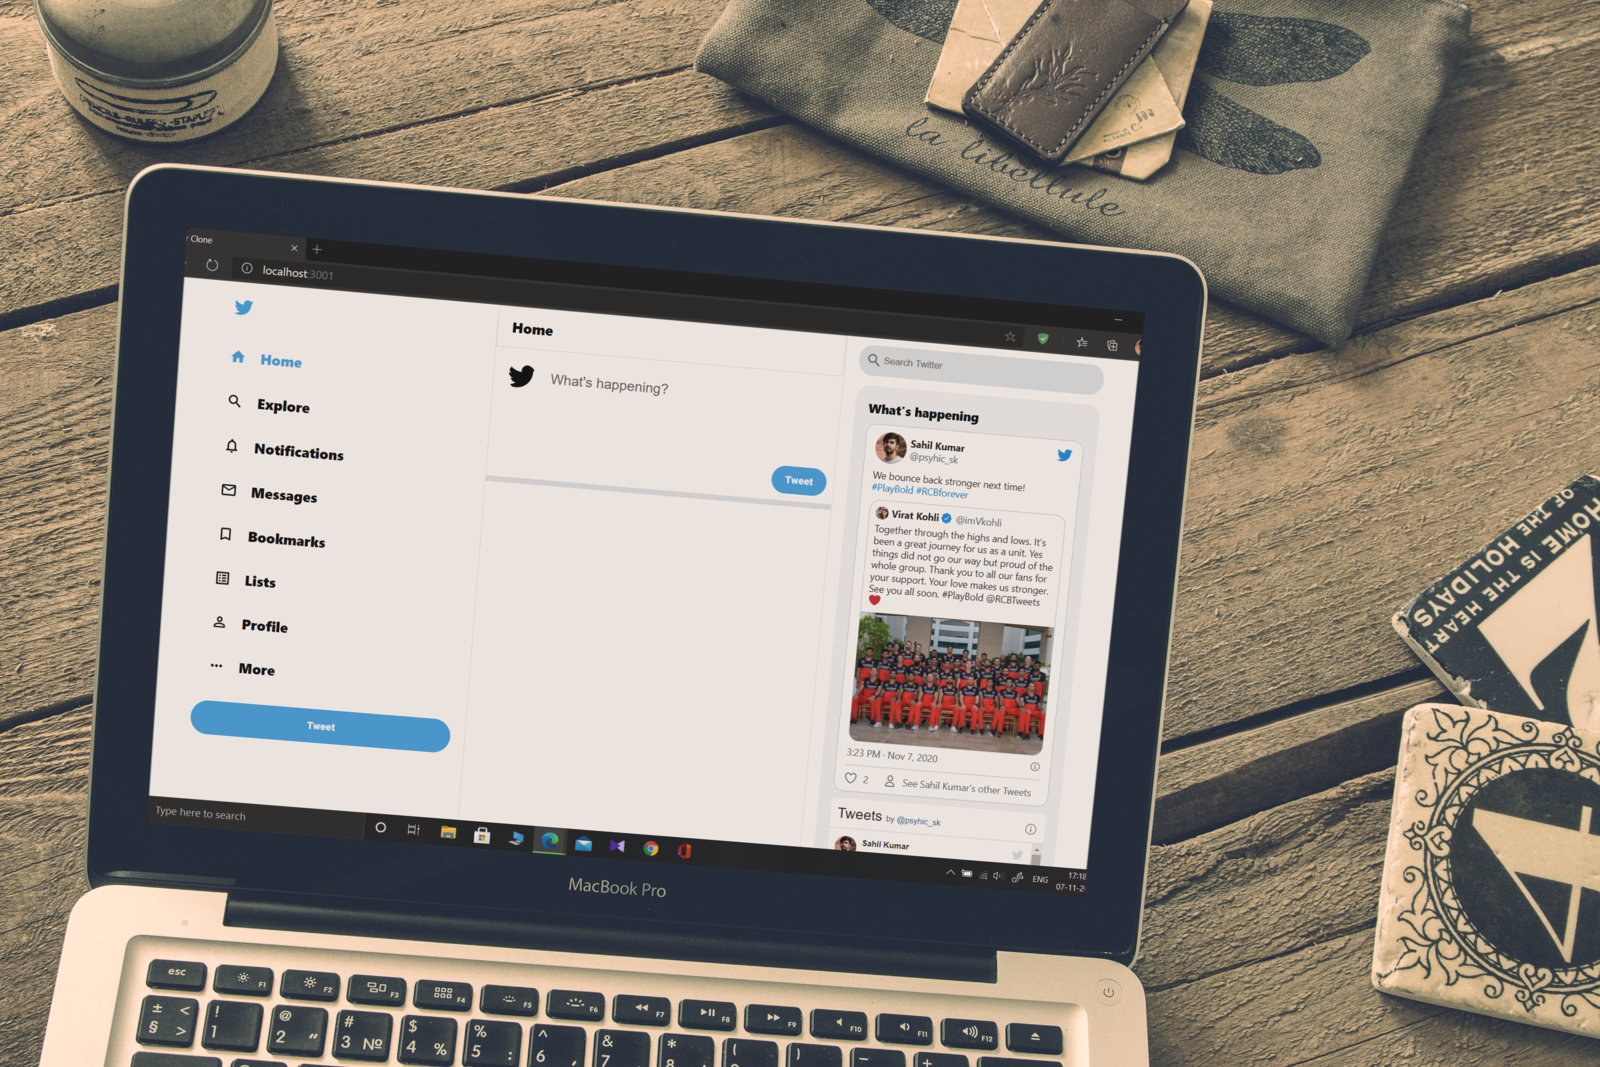 PENCILS-RULERS-STAPLE
la libellule
r Clone
localhost:3001
Home
Explore
Notifications
Messages
Bookmarks
Lists
Profile
More
Tweet
Home
What's happening?
Tweet
Search Twitter
What's happening
Sahil Kumar
@psyhic_sk
We bounce back stronger next time!
#PlayBold #RCBforever
Virat Kohli @imVkohli
Together through the highs and lows. It's
been a great journey for us as a unit. Yes
things did not go our way but proud of the
whole group. Thank you to all our fans for
your support. Your love makes us stronger.
See you all soon. #PlayBold @RCBTweets
❤
3:23 PM - Nov 7, 2020
2 See Sahil Kumar's other Tweets
Tweets by @psyhic_sk
Sahil Kumar
Type here to search
ENG
17:18
07-11-2
MacBook Pro
HOME IS THE HEART
OF THE HOLIDAYS
esc F1 F2 F3 F4 F5 F6 F7 F8 F9 F10 F11 F12
± § < >
! 1
@ 2 "
# 3 №
$ 4 %
% 5 :
^ 6 ,
& 7
* 8
(
)
–
+